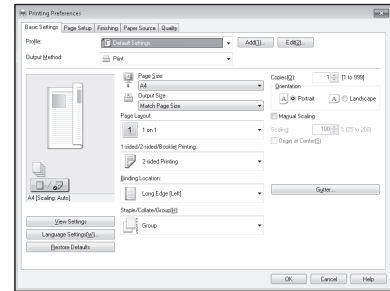 Printing Preferences
Basic Settings Page Setup Finishing Paper Source Quality
Profile: Default Settings Add(1)... Edit(2)...
Output Method: Print
Page Size:
A4
Output Size:
Match Page Size
Copies(Q): 1 [1 to 999]
Orientation
A Portrait A Landscape
Page Layout
1 1 on 1
Manual Scaling
Scaling: 100 % [25 to 200]
Origin at Center(5)
1-sided/2-sided/Booklet Printing:
2-sided Printing
Binding Location:
Long Edge [Left]
Gutter...
A4 [Scaling: Auto]
Staple/Collate/Group(H):
Group
View Settings
Language Settings(W)...
Restore Defaults
OK Cancel Help